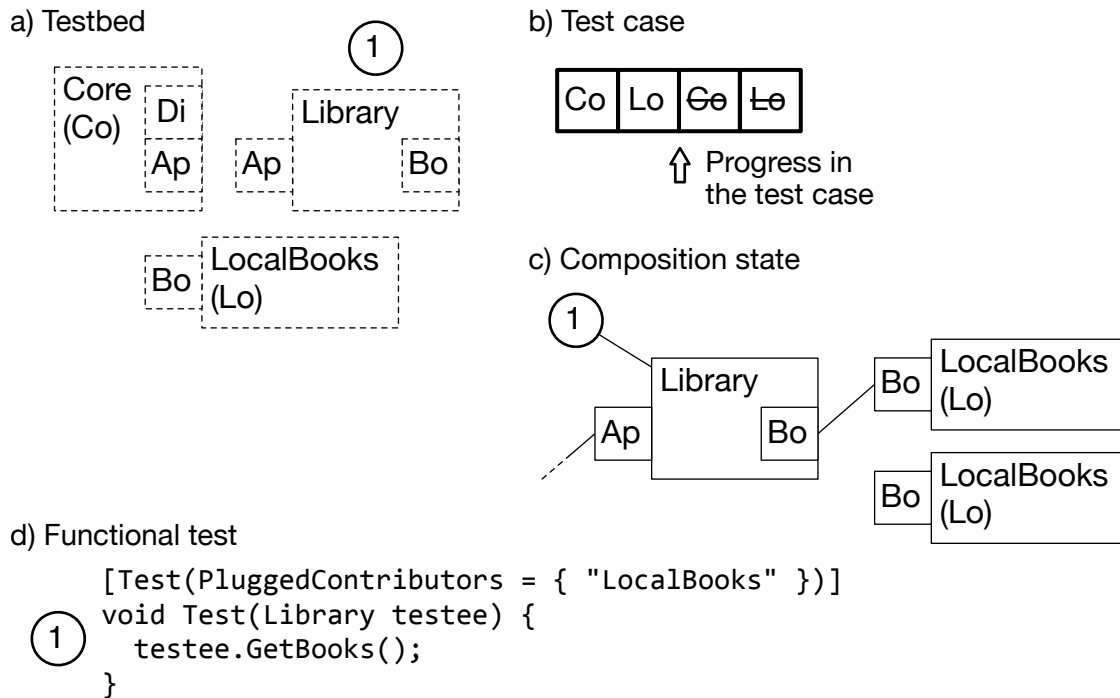 a) Testbed
1
Core
(Co)
Di
Ap
Ap
Library
Bo
Bo
LocalBooks
(Lo)
b) Test case
Co Lo Co Lo
Progress in
the test case
c) Composition state
1
Library
Ap
Bo
Bo
LocalBooks
(Lo)
Bo
LocalBooks
(Lo)
d) Functional test
[Test(PluggedContributors = { "LocalBooks" })]
void Test(Library testee) {
1
testee.GetBooks();
}